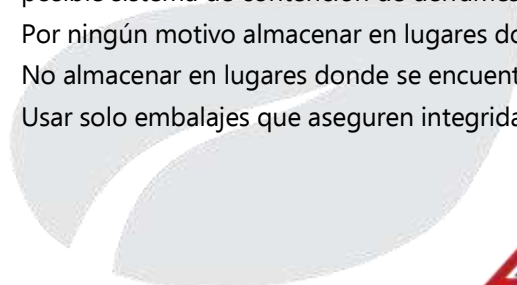 posible sistema de contención de derrames
Por ningún motivo almacenar en lugares do
No almacenar en lugares donde se encuent
Usar solo embalajes que aseguren integrida